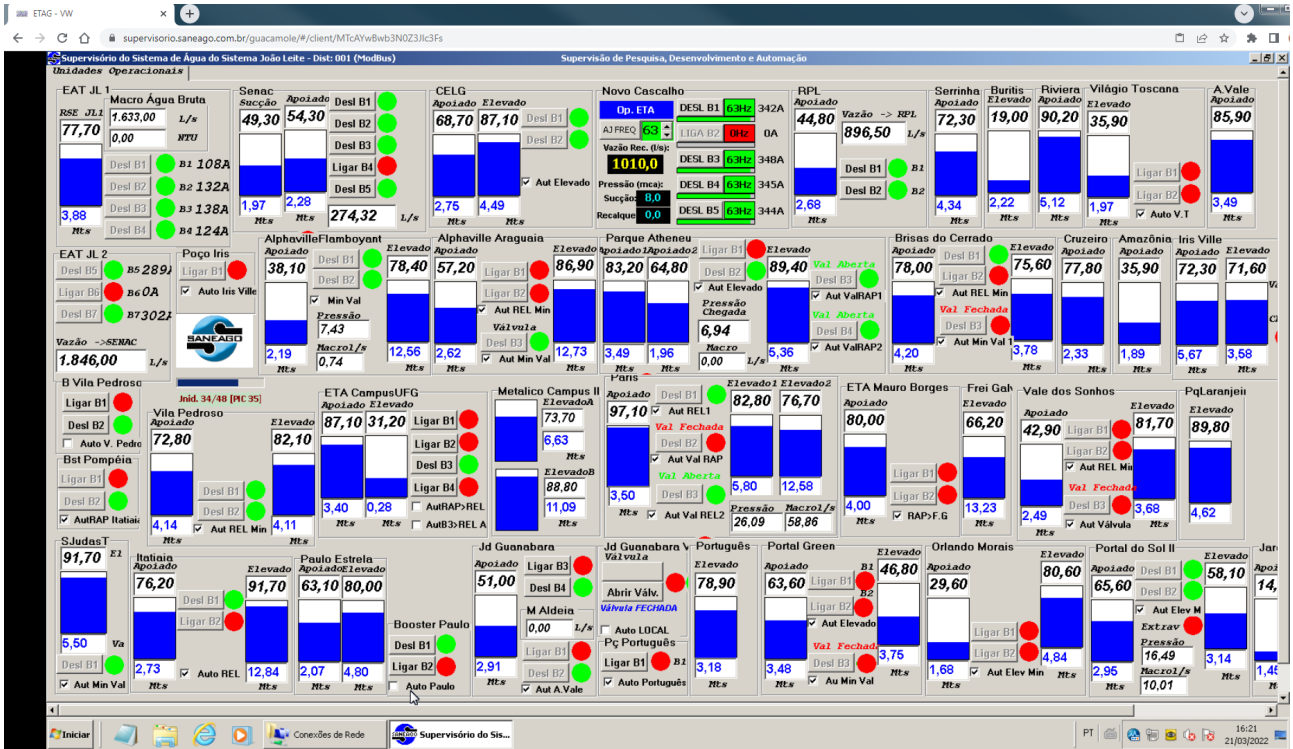 ETAG - VW
supervisorio.saneago.com.br/guacamole/#/client/MTcAYwBwb3N0Z3Jlc3Fs
Supervisório do Sistema de Água do Sistema João Leite - Dist: 001 (ModBus)
Supervisão de Pesquisa, Desenvolvimento e Automação
Unidades Operacionais
EAT JL 1
Macro Água Bruta
RSE JL1
77,70
1.633,00 L/s
0,00 NTU
Desl B1 B1 108A
Desl B2 B2 132A
Desl B3 B3 138A
Desl B4 B4 124A
3,88
Mts
Senac
Sucção Apoiado
49,30 54,30
Desl B1
Desl B2
Desl B3
Ligar B4
Desl B5
1,97 2,28
Mts Mts
274,32 L/s
CELG
Apoiado Elevado
68,70 87,10
Desl B1
Desl B2
Aut Elevado
2,75 4,49
Mts Mts
Novo Cascalho
Op. ETA
AJ FREQ 63
Vazão Rec. (l/s):
1010,0
Pressão (mca):
Sucção: 8,0
Recalque 0,0
DESL B1 63Hz 342A
LIGA B2 0Hz 0A
DESL B3 63Hz 348A
DESL B4 63Hz 345A
DESL B5 63Hz 344A
RPL
Apoiado
44,80
Vazão -> RPL
896,50 L/s
Desl B1 B1
Desl B2 B2
2,68
Mts
Serrinha
Apoiado
72,30
4,34
Mts
Buritis
Elevado
19,00
2,22
Mts
Riviera
Apoiado
90,20
5,12
Mts
Világio Toscana
Elevado
35,90
Ligar B1
Ligar B2
Auto V.T
1,97
Mts
A.Vale
Apoiado
85,90
3,49
Mts
EAT JL 2
Desl B5 B5 289
Ligar B6 B6 0A
Desl B7 B7 302
Vazão ->SENAC
1.846,00 L/s
Poço Iris
Ligar B1
Auto Iris Ville
SANEAGO
Jnid. 34/48 [PIC 35]
AlphavilleFlamboyant
Apoiado Elevado
38,10 78,40
Desl B1
Desl B2
Min Val
Pressão
7,43
Macrol/s
0,74
2,19 12,56
Mts Mts
Alphaville Araguaia
Apoiado Elevado
57,20 86,90
Ligar B1
Ligar B2
Aut REL Min
Válvula
Desl B3
Aut Min Val
2,62 12,73
Mts Mts
Parque Atheneu
Apoiado1 Apoiado2 Elevado
83,20 64,80 89,40
Ligar B1
Desl B2
Aut Elevado
Pressão
Chegada
6,94
Macro
0,00 L/s
Val Aberta
Desl B3
Aut ValRAP1
Val Aberta
Desl B4
Aut ValRAP2
3,49 1,96 5,36
Mts Mts Mts
Brisas do Cerrado
Apoiado Elevado
78,00 75,60
Desl B1
Ligar B2
Aut REL Min
Val Fechada
Desl B3
Aut Min Val 1
4,20 3,78
Mts Mts
Cruzeiro
Apoiado
77,80
2,33
Mts
Amazônia
Apoiado
35,90
1,89
Mts
Iris Ville
Apoiado Elevado
72,30 71,60
5,67 3,58
Mts Mts
B Vila Pedroso
Ligar B1
Desl B2
Auto V. Pedro
Bst Pompéia
Ligar B1
Desl B2
AutRAP Itatiaia
Vila Pedroso
Apoiado Elevado
72,80 82,10
Desl B1
Desl B2
Aut REL Min
4,14 4,11
Mts Mts
ETA CampusUFG
Apoiado Elevado
87,10 31,20
Ligar B1
Ligar B2
Desl B3
Ligar B4
AutRAP>REL
AutB3>REL A
3,40 0,28
Mts Mts
Metalico Campus II
ElevadoA
73,70
6,63
Mts
ElevadoB
88,80
11,09
Mts
Paris
Apoiado Elevado1 Elevado2
97,10 82,80 76,70
Desl B1
Aut REL1
Val Fechada
Desl B2
Aut Val RAP
Val Aberta
Desl B3
Aut Val REL2
3,50 5,80 12,58
Mts
Pressão Macrol/s
26,09 58,86
ETA Mauro Borges
Apoiado
80,00
Ligar B1
Ligar B2
RAP>F.G
4,00
Mts
Frei Gah
Elevado
66,20
13,23
Mts
Vale dos Sonhos
Apoiado Elevado
42,90 81,70
Ligar B1
Ligar B2
Aut REL Min
Val Fechada
Desl B3
Aut Válvula
2,49 3,68
Mts Mts
PqLaranjeir
Elevado
89,80
4,62
Mts
SJudasT
91,70 El
5,50 Va
Desl B1
Aut Min Val
Itatiaia
Apoiado Elevado
76,20 91,70
Desl B1
Ligar B2
Auto REL
2,73 12,84
Mts Mts
Paulo Estrela
Apoiado Elevado
63,10 80,00
2,07 4,80
Mts Mts
Booster Paulo
Desl B1
Ligar B2
Auto Paulo
Jd Guanabara
Apoiado
51,00
Ligar B3
Desl B4
M Aldeia
0,00 L/s
Ligar B1
Desl B2
Aut A.Vale
2,91
Mts
Jd Guanabara V
Válvula
Abrir Válv.
Válvula FECHADA
Auto LOCAL
Pç Português
Ligar B1 B1
Auto Português
Português
Elevado
78,90
3,18
Mts
Portal Green
Apoiado Elevado
63,60 46,80
Ligar B1 B1
Ligar B2 B2
Aut Elevado
Val Fechada
Desl B3
Au Min Val
3,48 3,75
Mts Mts
Orlando Morais
Apoiado Elevado
29,60 80,60
Ligar B1
Ligar B2
Aut Elev Min
1,68 4,84
Mts Mts
Portal do Sol II
Apoiado Elevado
65,60 58,10
Desl B1
Desl B2
Aut Elev M
Extrav
Pressão
16,49
Macrol/s
10,01
2,95 3,14
Mts Mts
Jar
Apoi
14,
1,45
Mt
Iniciar
Conexões de Rede
Supervisório do Sis...
PT
16:21
21/03/2022